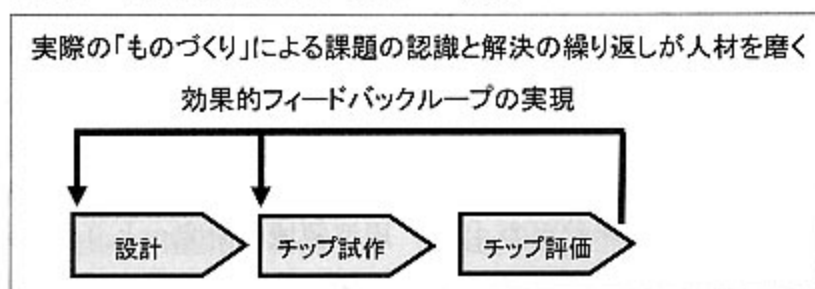 実際の「ものづくり」による課題の認識と解決の繰り返しが人材を磨く
効果的フィードバックループの実現
設計
チップ試作
チップ評価